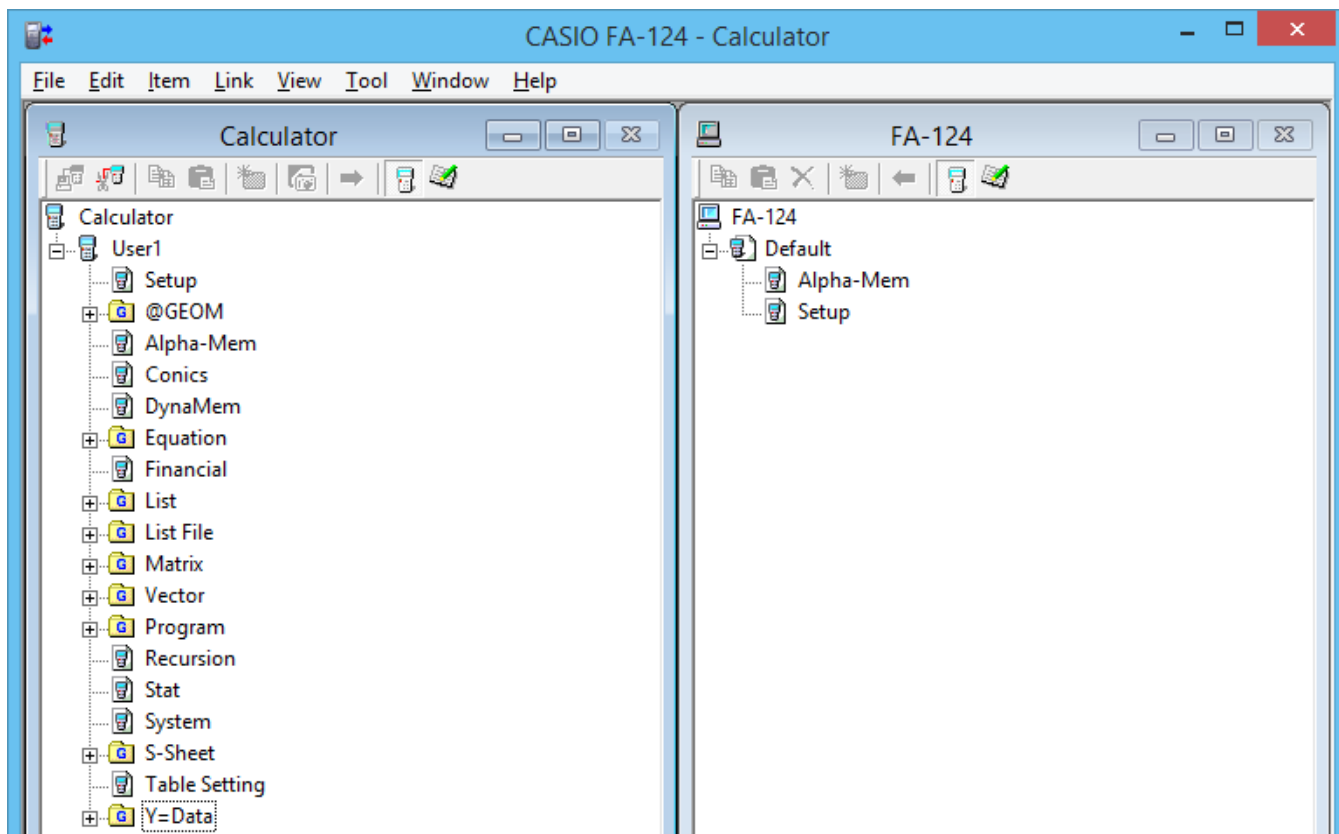 CASIO FA-124 - Calculator
File Edit Item Link View Tool Window Help
Calculator
Calculator
User1
Setup
@GEOM
Alpha-Mem
Conics
DynaMem
Equation
Financial
List
List File
Matrix
Vector
Program
Recursion
Stat
System
S-Sheet
Table Setting
Y=Data
FA-124
FA-124
Default
Alpha-Mem
Setup